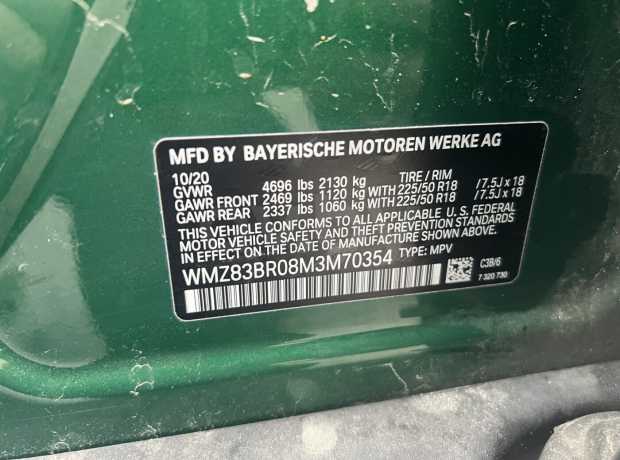 MFD BY BAYERISCHE MOTOREN WERKE AG
10/20 TIRE / RIM
GVWR 4696 lbs 2130 kg
GAWR FRONT 2469 lbs 1120 kg WITH 225/50 R18 /7.5J x 18
GAWR REAR 2337 lbs 1060 kg WITH 225/50 R18 /7.5J x 18
THIS VEHICLE CONFORMS TO ALL APPLICABLE U. S. FEDERAL
MOTOR VEHICLE SAFETY AND THEFT PREVENTION STANDARDS
IN EFFECT ON THE DATE OF MANUFACTURE SHOWN ABOVE.
WMZ83BR08M3M70354 TYPE: MPV
C3B/6
7 320 730